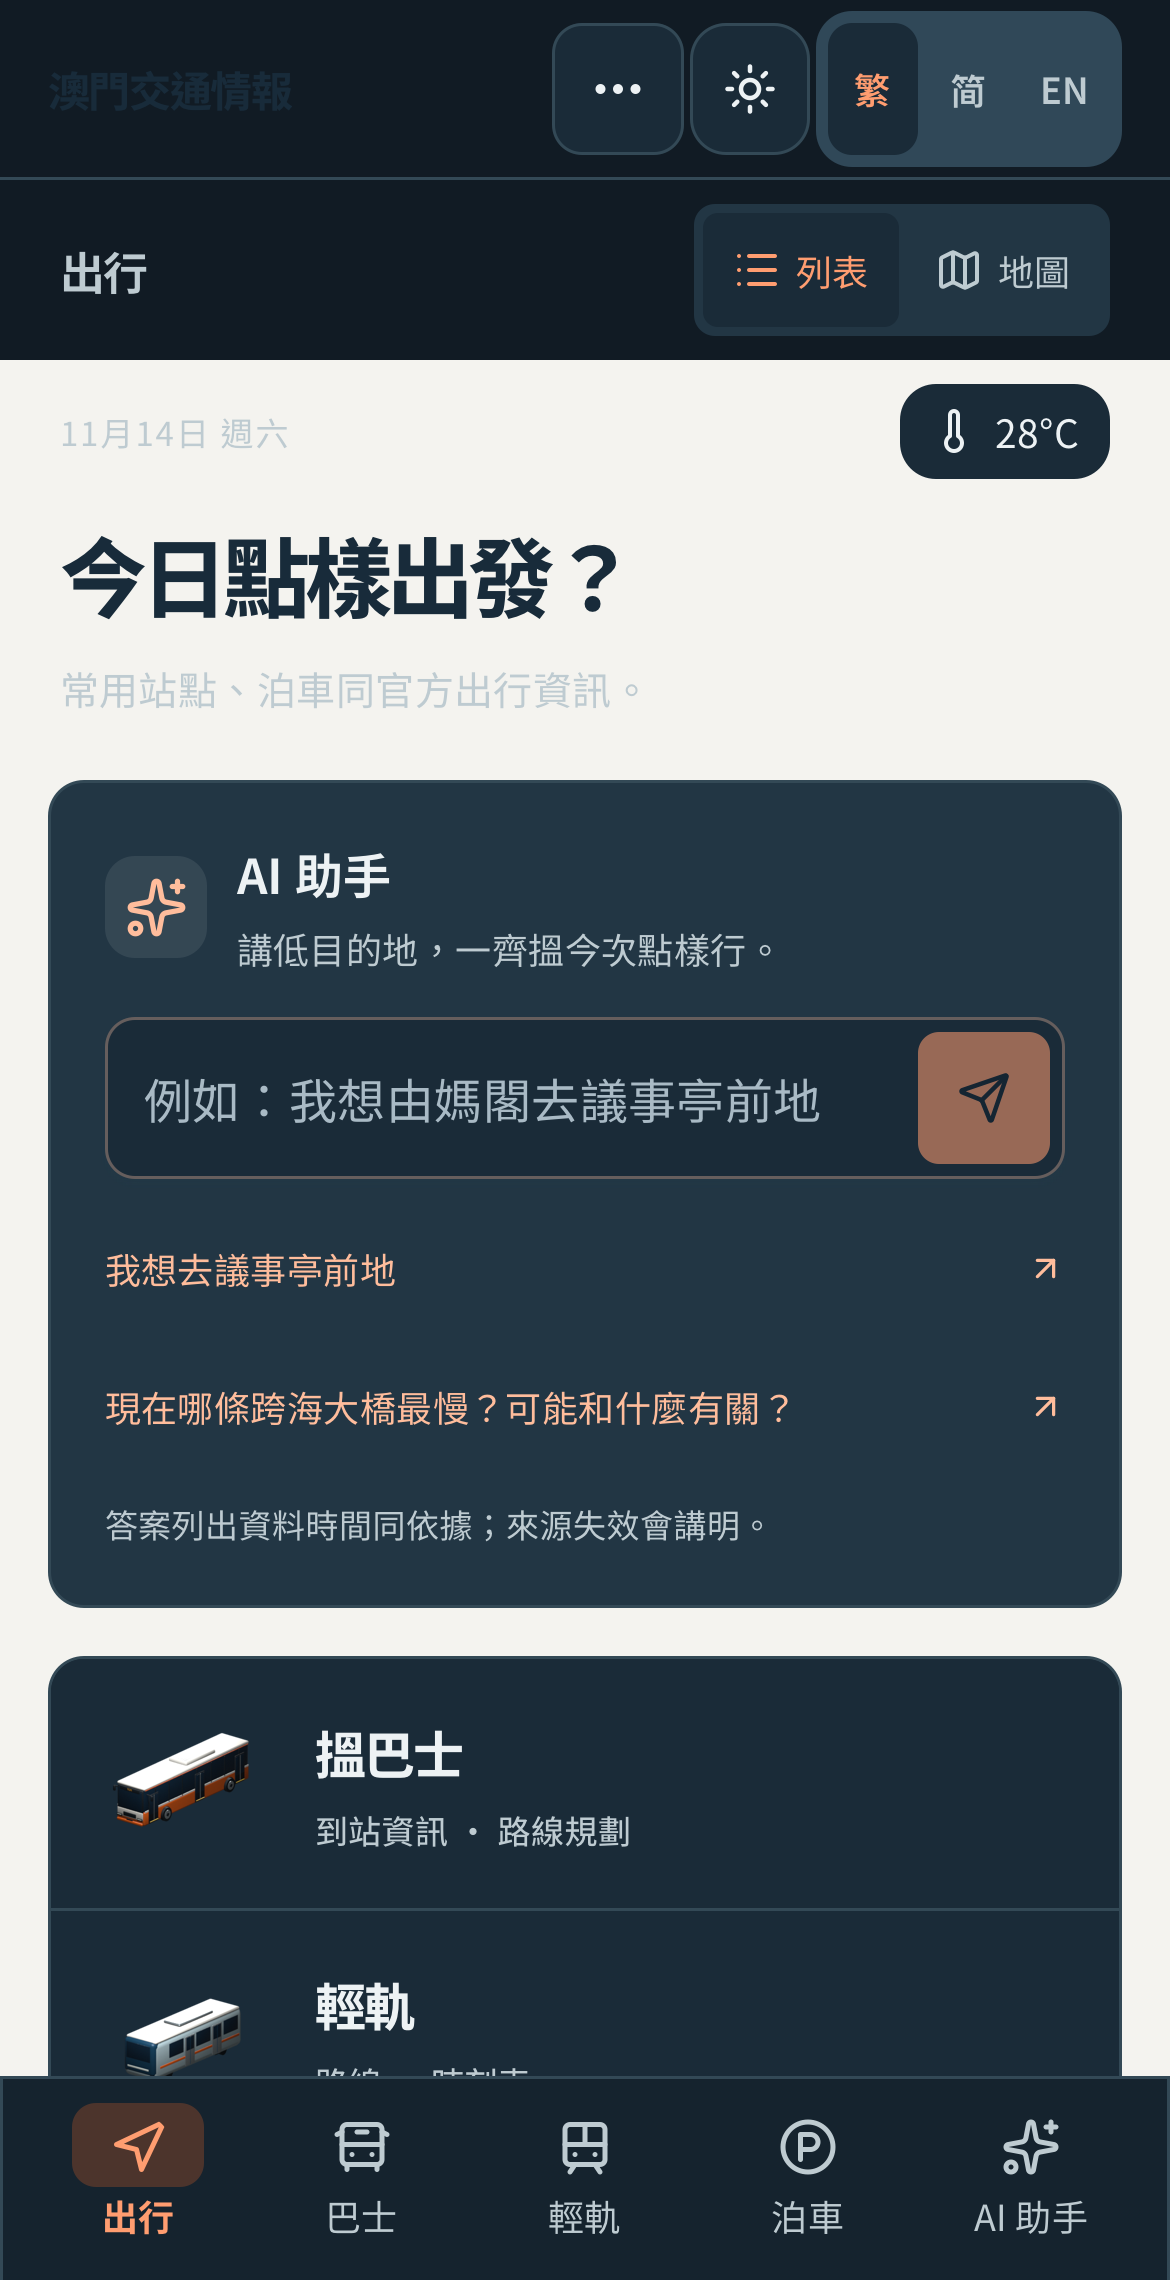 澳門交通情報
繁 简 EN
出行
列表 地圖
11月14日 週六
28°C
今日點樣出發？
常用站點、泊車同官方出行資訊。
AI 助手
講低目的地，一齊搵今次點樣行。
例如：我想由媽閣去議事亭前地
我想去議事亭前地
現在哪條跨海大橋最慢？可能和什麼有關？
答案列出資料時間同依據；來源失效會講明。
搵巴士
到站資訊 · 路線規劃
輕軌
出行 巴士 輕軌 泊車 AI 助手